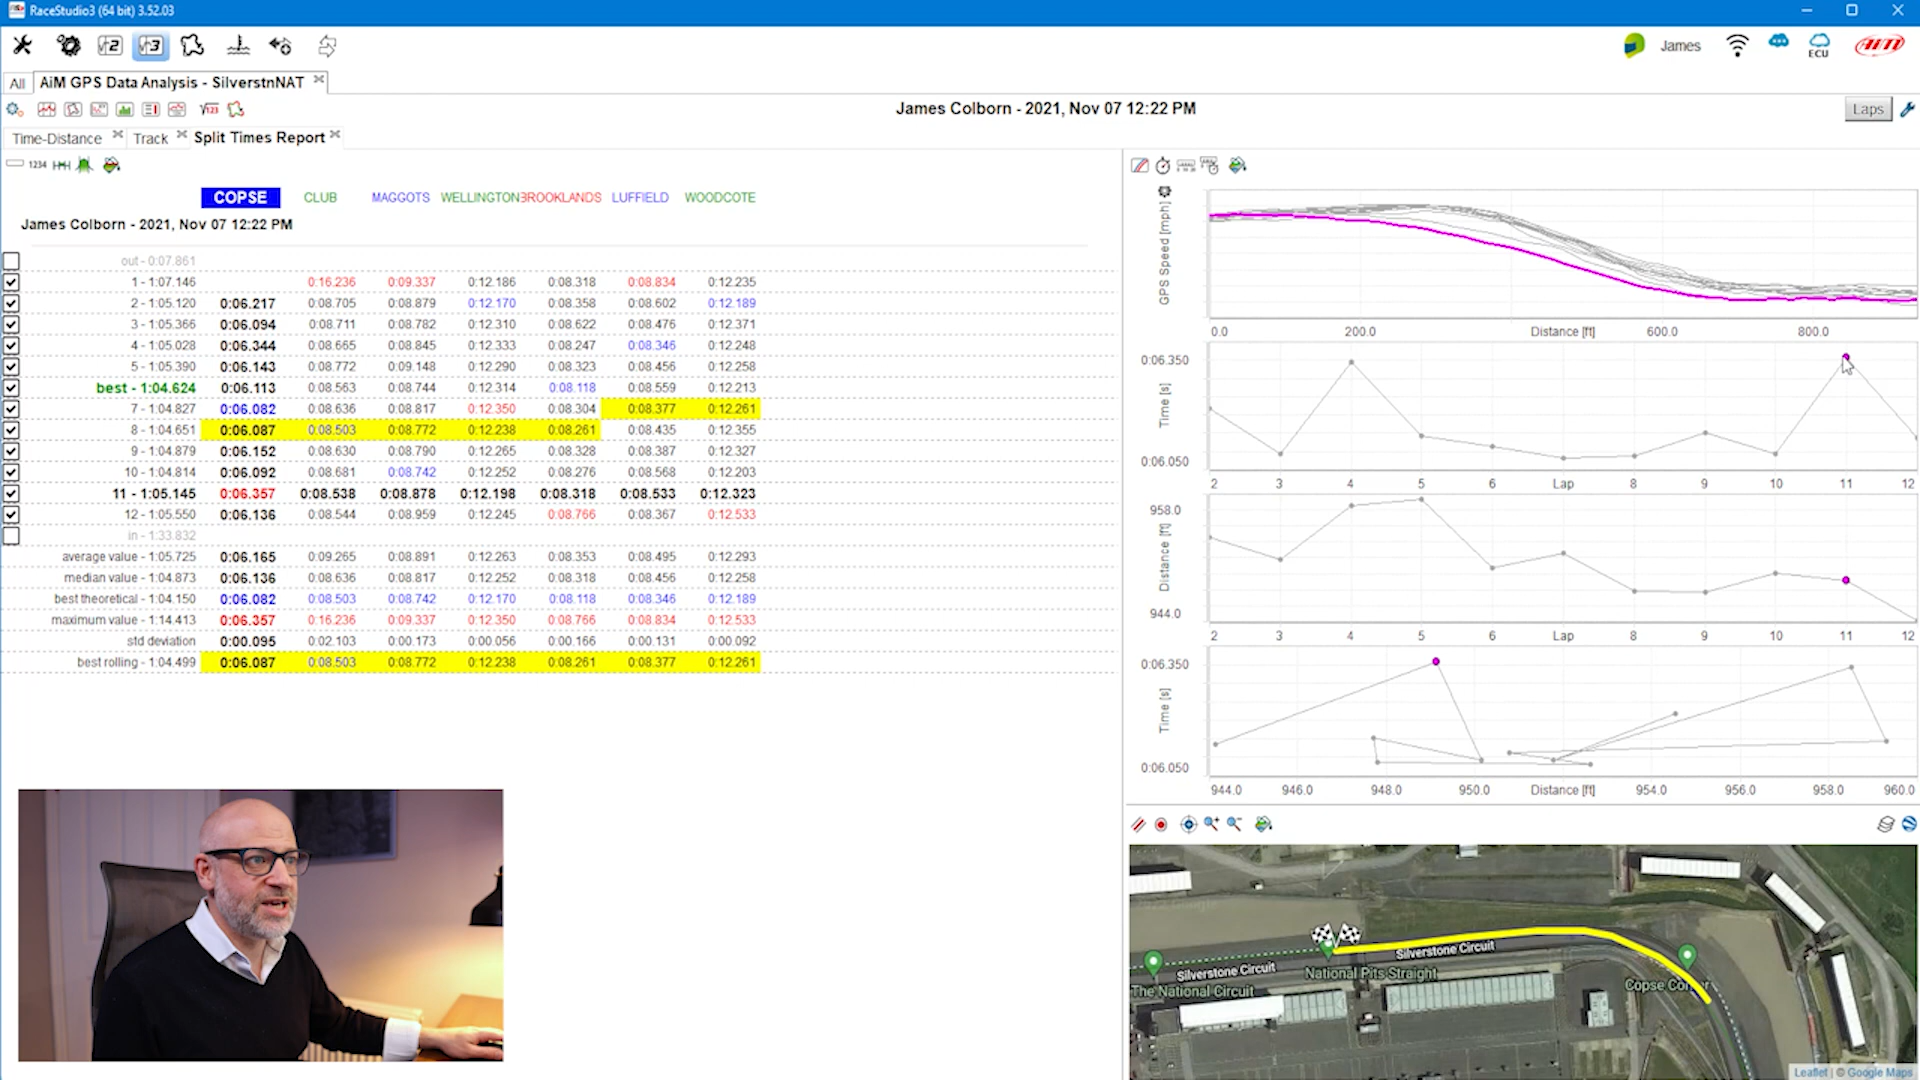 RaceStudio3 (64 bit) 3.52.03
James
ECU
AiM
All
AiM GPS Data Analysis - SilverstnNAT
James Colborn - 2021, Nov 07 12:22 PM
Laps
Time-Distance
Track
Split Times Report
1234
COPSE CLUB MAGGOTS WELLINGTON BROOKLANDS LUFFIELD WOODCOTE
James Colborn - 2021, Nov 07 12:22 PM
out - 0:07.861
1 - 1:07.146 0:16.236 0:09.337 0:12.186 0:08.318 0:08.834 0:12.235
2 - 1:05.120 0:06.217 0:08.705 0:08.879 0:12.170 0:08.358 0:08.602 0:12.189
3 - 1:05.366 0:06.094 0:08.711 0:08.782 0:12.310 0:08.622 0:08.476 0:12.371
4 - 1:05.028 0:06.344 0:08.665 0:08.845 0:12.333 0:08.247 0:08.346 0:12.248
5 - 1:05.390 0:06.143 0:08.772 0:09.148 0:12.290 0:08.323 0:08.456 0:12.258
best - 1:04.624 0:06.113 0:08.563 0:08.744 0:12.314 0:08.118 0:08.559 0:12.213
7 - 1:04.827 0:06.082 0:08.636 0:08.817 0:12.350 0:08.304 0:08.377 0:12.261
8 - 1:04.651 0:06.087 0:08.503 0:08.772 0:12.238 0:08.261 0:08.435 0:12.355
9 - 1:04.879 0:06.152 0:08.630 0:08.790 0:12.265 0:08.328 0:08.387 0:12.327
10 - 1:04.814 0:06.092 0:08.681 0:08.742 0:12.252 0:08.276 0:08.568 0:12.203
11 - 1:05.145 0:06.357 0:08.538 0:08.878 0:12.198 0:08.318 0:08.533 0:12.323
12 - 1:05.550 0:06.136 0:08.544 0:08.959 0:12.245 0:08.766 0:08.367 0:12.533
in - 1:33.832
average value - 1:05.725 0:06.165 0:09.265 0:08.891 0:12.263 0:08.353 0:08.495 0:12.293
median value - 1:04.873 0:06.136 0:08.636 0:08.817 0:12.252 0:08.318 0:08.456 0:12.258
best theoretical - 1:04.150 0:06.082 0:08.503 0:08.742 0:12.170 0:08.118 0:08.346 0:12.189
maximum value - 1:14.413 0:06.357 0:16.236 0:09.337 0:12.350 0:08.766 0:08.834 0:12.533
std deviation 0:00.095 0:02.103 0:00.173 0:00.056 0:00.166 0:00.131 0:00.092
best rolling - 1:04.499 0:06.087 0:08.503 0:08.772 0:12.238 0:08.261 0:08.377 0:12.261
GPS Speed [mph]
0.0 200.0 Distance [ft] 600.0 800.0
0:06.350
Time [s]
0:06.050
2 3 4 5 6 Lap 8 9 10 11 12
958.0
Distance [ft]
944.0
2 3 4 5 6 Lap 8 9 10 11 12
0:06.350
Time [s]
0:06.050
944.0 946.0 948.0 950.0 Distance [ft] 954.0 956.0 958.0 960.0
Silverstone Circuit
Silverstone Circuit
National Pits Straight
The National Circuit
Copse Corner
Leaflet | © Google Maps